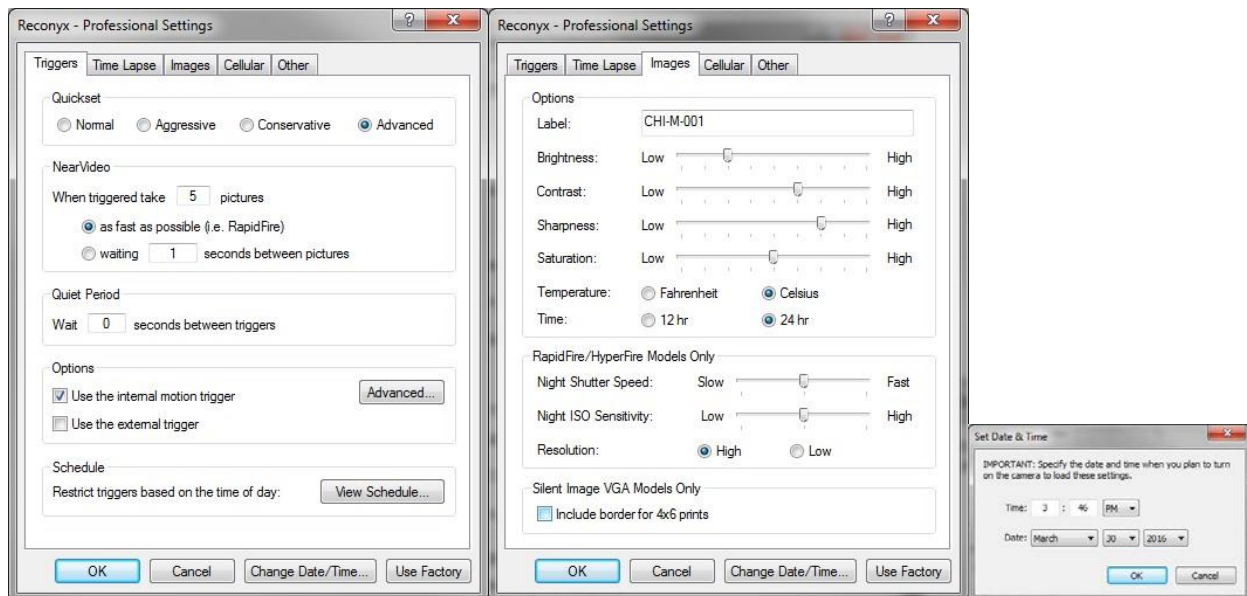 Reconyx - Professional Settings
Triggers Time Lapse Images Cellular Other
Quickset
Normal Aggressive Conservative Advanced
NearVideo
When triggered take 5 pictures
as fast as possible (i.e. RapidFire)
waiting 1 seconds between pictures
Quiet Period
Wait 0 seconds between triggers
Options
Use the internal motion trigger Advanced...
Use the external trigger
Schedule
Restrict triggers based on the time of day: View Schedule...
OK Cancel Change Date/Time... Use Factory
Reconyx - Professional Settings
Triggers Time Lapse Images Cellular Other
Options
Label: CHI-M-001
Brightness: Low High
Contrast: Low High
Sharpness: Low High
Saturation: Low High
Temperature: Fahrenheit Celsius
Time: 12 hr 24 hr
RapidFire/HyperFire Models Only
Night Shutter Speed: Slow Fast
Night ISO Sensitivity: Low High
Resolution: High Low
Silent Image VGA Models Only
Include border for 4x6 prints
OK Cancel Change Date/Time... Use Factory
Set Date & Time
IMPORTANT: Specify the date and time when you plan to turn
on the camera to load these settings.
Time: 3 : 46 PM
Date: March 30 2016
OK Cancel